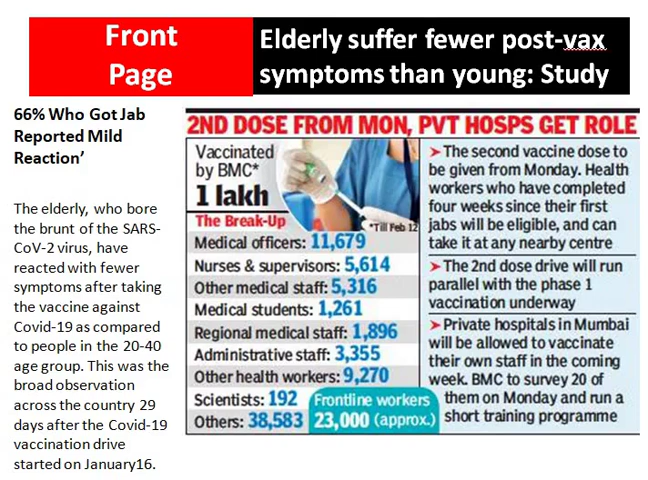 Front
Page
Elderly suffer fewer post-vax
symptoms than young: Study
66% Who Got Jab
Reported Mild
Reaction’
The elderly, who bore
the brunt of the SARS-
CoV-2 virus, have
reacted with fewer
symptoms after taking
the vaccine against
Covid-19 as compared
to people in the 20-40
age group. This was the
broad observation
across the country 29
days after the Covid-19
vaccination drive
started on January16.
2ND DOSE FROM MON, PVT HOSPS GET ROLE
Vaccinated
by BMC*
1 lakh
*Till Feb 12
The Break-Up
Medical officers: 11,679
Nurses & supervisors: 5,614
Other medical staff: 5,316
Medical students: 1,261
Regional medical staff: 1,896
Administrative staff: 3,355
Other health workers: 9,270
Scientists: 192
Others: 38,583
Frontline workers
23,000 (approx.)
➤ The second vaccine dose to
be given from Monday. Health
workers who have completed
four weeks since their first
jabs will be eligible, and can
take it at any nearby centre
➤ The 2nd dose drive will run
parallel with the phase 1
vaccination underway
➤ Private hospitals in Mumbai
will be allowed to vaccinate
their own staff in the coming
week. BMC to survey 20 of
them on Monday and run a
short training programme